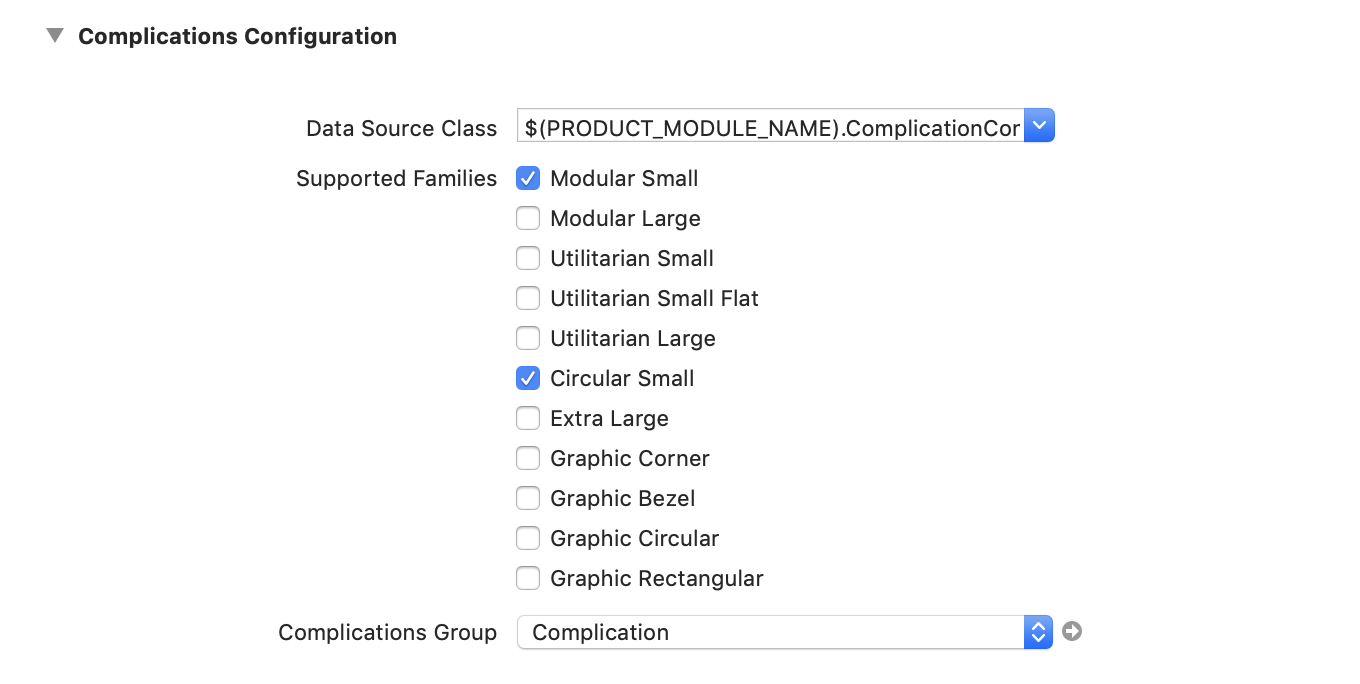 Complications Configuration
Data Source Class $(PRODUCT_MODULE_NAME).ComplicationCor
Supported Families Modular Small
Modular Large
Utilitarian Small
Utilitarian Small Flat
Utilitarian Large
Circular Small
Extra Large
Graphic Corner
Graphic Bezel
Graphic Circular
Graphic Rectangular
Complications Group Complication